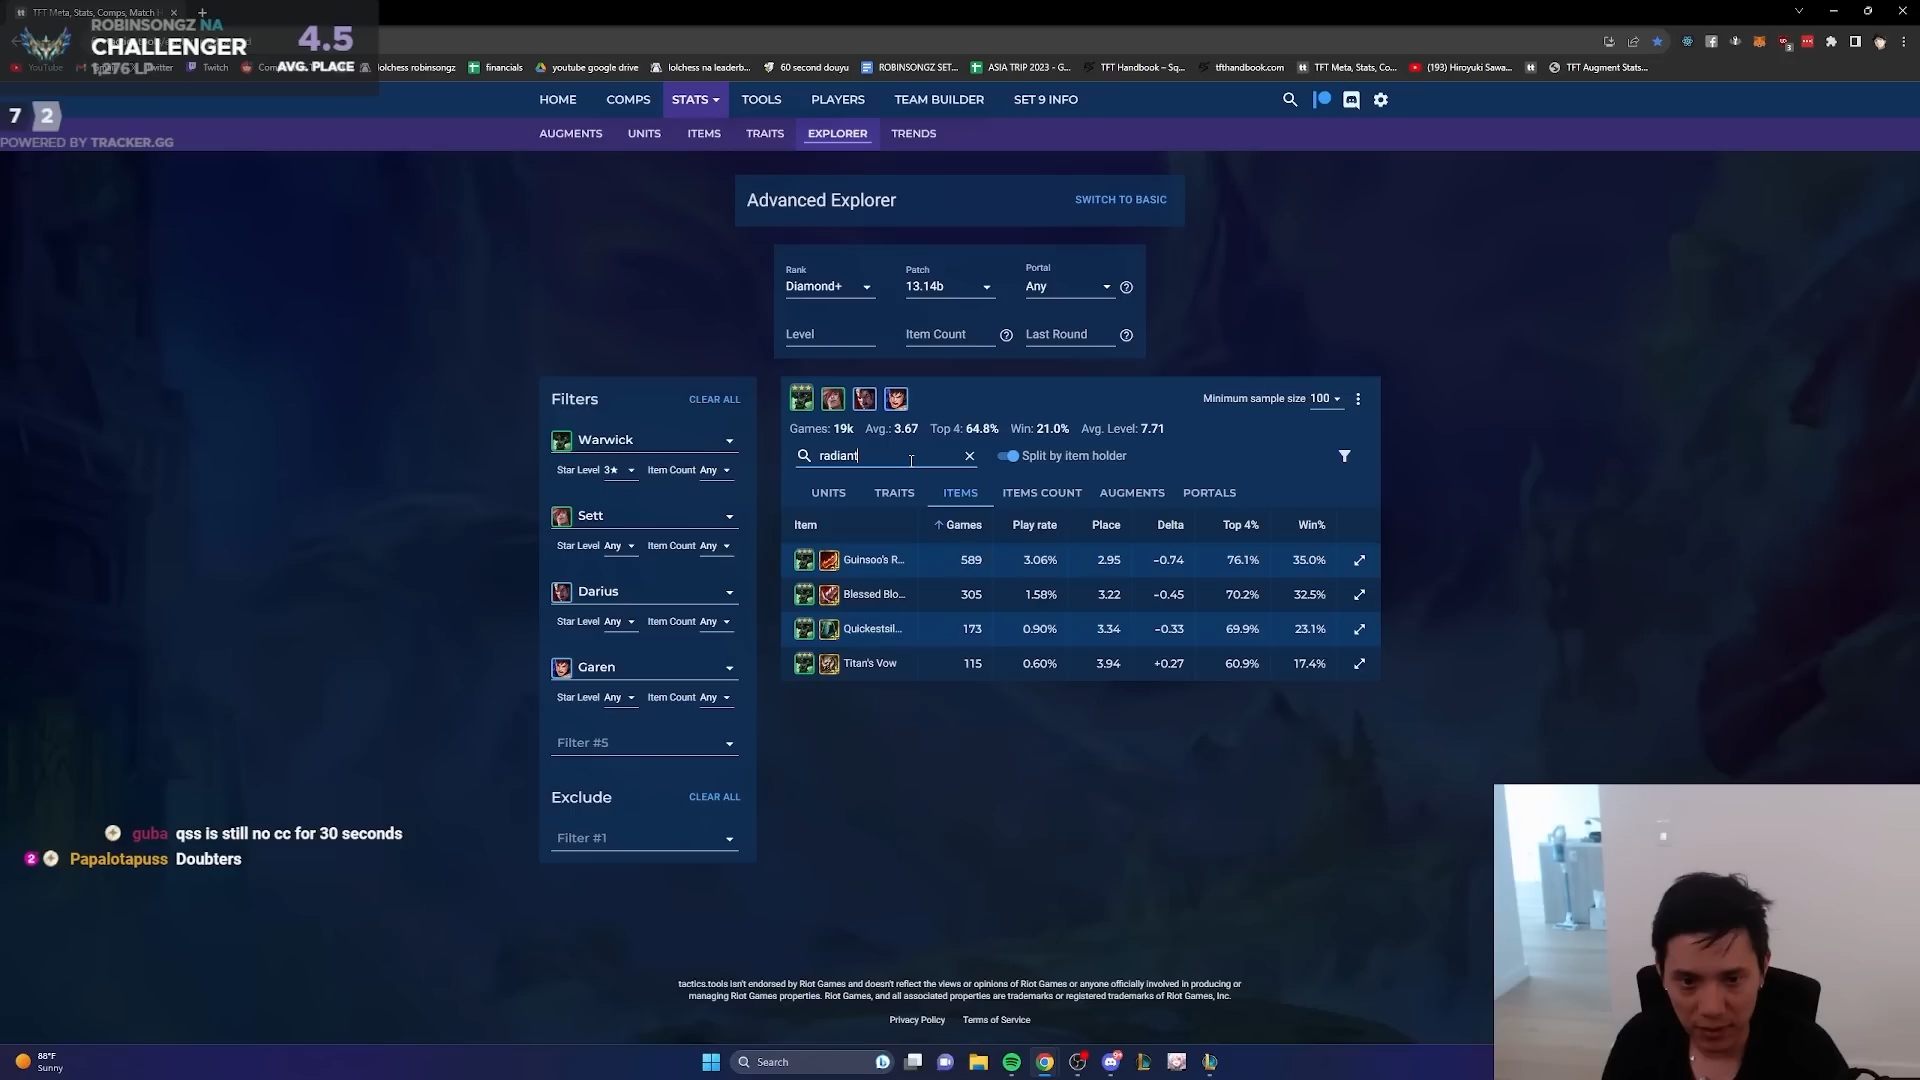 TFT Meta, Stats, Comps, Match H
ROBINSONGZ NA
CHALLENGER
1,276 LP
4.5
AVG. PLACE
7 2
POWERED BY TRACKER.GG
YouTube
Twitter
Twitch
lolchess robinsongz
financials
youtube google drive
lolchess na leaderb...
60 second douyu
ROBINSONGZ SET...
ASIA TRIP 2023 - G...
TFT Handbook – Sq...
tfthandbook.com
TFT Meta, Stats, Co...
(193) Hiroyuki Sawa...
TFT Augment Stats...
HOME COMPS STATS TOOLS PLAYERS TEAM BUILDER SET 9 INFO
AUGMENTS UNITS ITEMS TRAITS EXPLORER TRENDS
Advanced Explorer
SWITCH TO BASIC
Rank Patch Portal
Diamond+ 13.14b Any
Level Item Count Last Round
Filters CLEAR ALL
Warwick
Star Level 3★ Item Count Any
Sett
Star Level Any Item Count Any
Darius
Star Level Any Item Count Any
Garen
Star Level Any Item Count Any
Filter #5
Exclude CLEAR ALL
Filter #1
Minimum sample size 100
Games: 19k Avg.: 3.67 Top 4: 64.8% Win: 21.0% Avg. Level: 7.71
radiant
Split by item holder
UNITS TRAITS ITEMS ITEMS COUNT AUGMENTS PORTALS
Item Games Play rate Place Delta Top 4% Win%
Guinsoo's R... 589 3.06% 2.95 −0.74 76.1% 35.0%
Blessed Blo... 305 1.58% 3.22 −0.45 70.2% 32.5%
Quickestsil... 173 0.90% 3.34 −0.33 69.9% 23.1%
Titan's Vow 115 0.60% 3.94 +0.27 60.9% 17.4%
guba qss is still no cc for 30 seconds
2 Papalotapuss Doubters
tactics.tools isn't endorsed by Riot Games and doesn't reflect the views or opinions of Riot Games or anyone officially involved in producing or
managing Riot Games properties. Riot Games, and all associated properties are trademarks or registered trademarks of Riot Games, Inc.
Privacy Policy Terms of Service
88°F
Sunny
Search